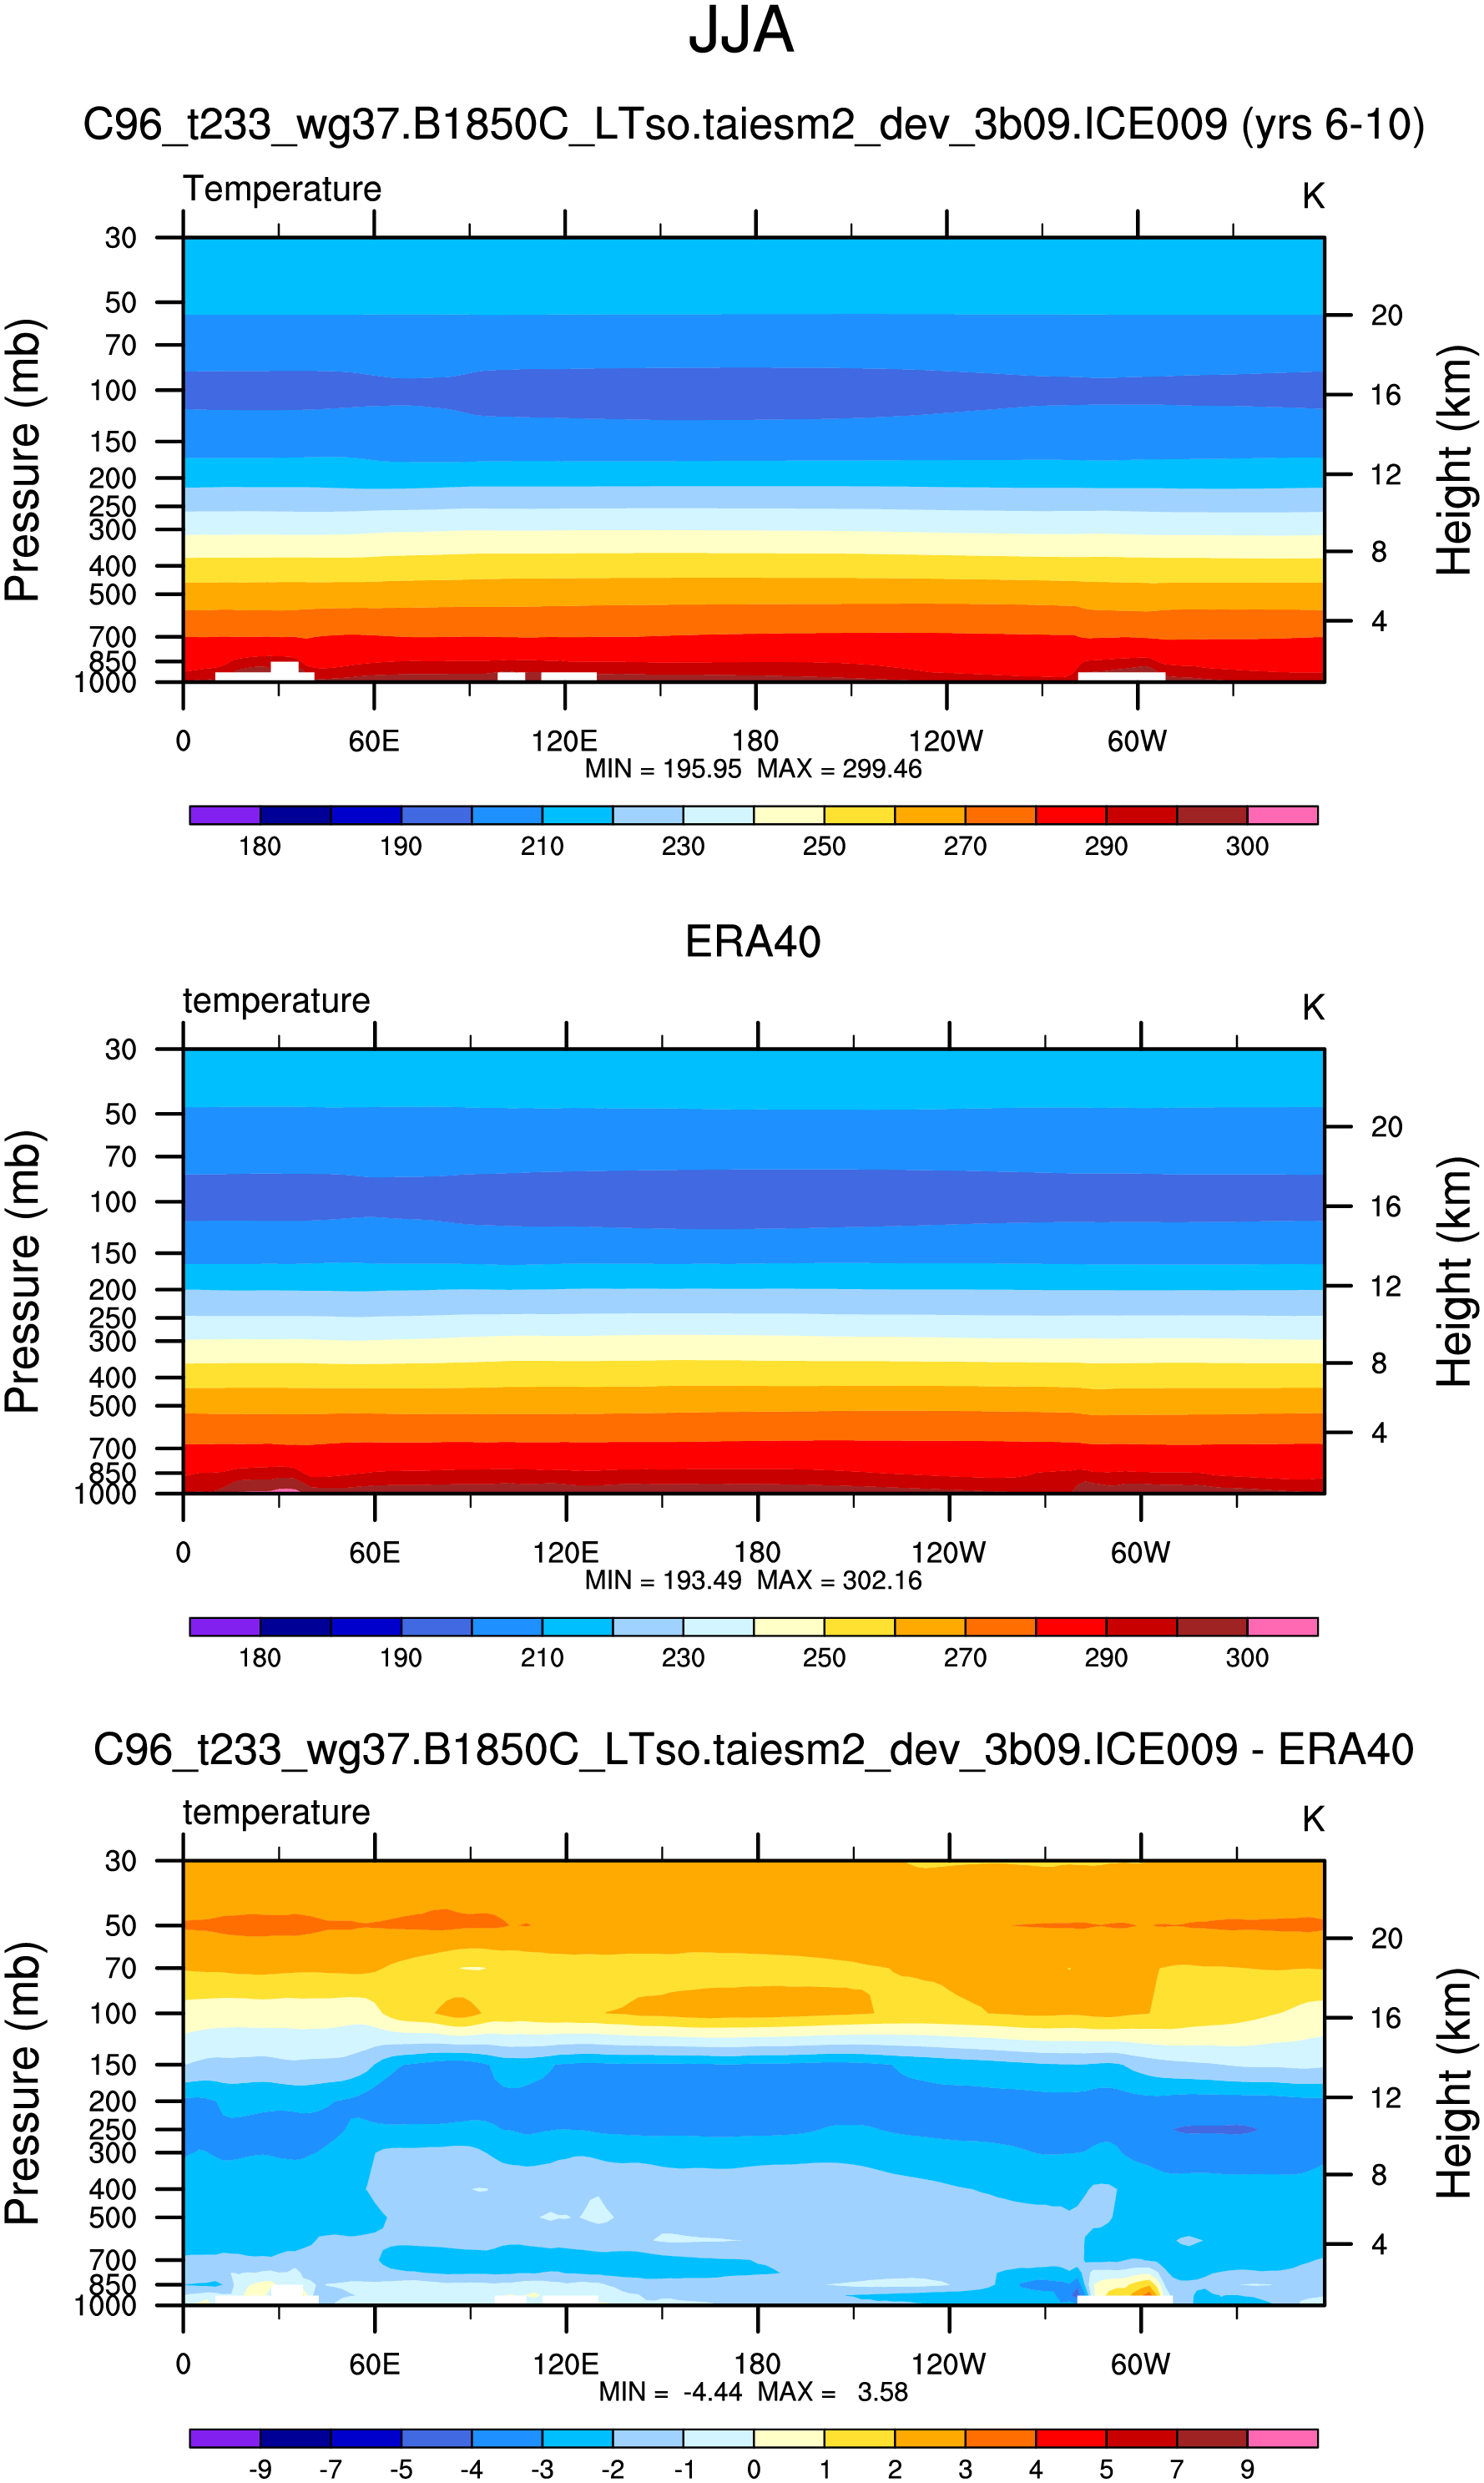 JJA
C96_t233_wg37.B1850C_LTso.taiesm2_dev_3b09.ICE009 (yrs 6-10)
Temperature K
Pressure (mb)
Height (km)
30
50
70
100
150
200
250
300
400
500
700
850
1000
20
16
12
8
4
0 60E 120E 180 120W 60W
MIN = 195.95 MAX = 299.46
180 190 210 230 250 270 290 300
ERA40
temperature K
Pressure (mb)
Height (km)
30
50
70
100
150
200
250
300
400
500
700
850
1000
20
16
12
8
4
0 60E 120E 180 120W 60W
MIN = 193.49 MAX = 302.16
180 190 210 230 250 270 290 300
C96_t233_wg37.B1850C_LTso.taiesm2_dev_3b09.ICE009 - ERA40
temperature K
Pressure (mb)
Height (km)
30
50
70
100
150
200
250
300
400
500
700
850
1000
20
16
12
8
4
0 60E 120E 180 120W 60W
MIN = -4.44 MAX = 3.58
-9 -7 -5 -4 -3 -2 -1 0 1 2 3 4 5 7 9